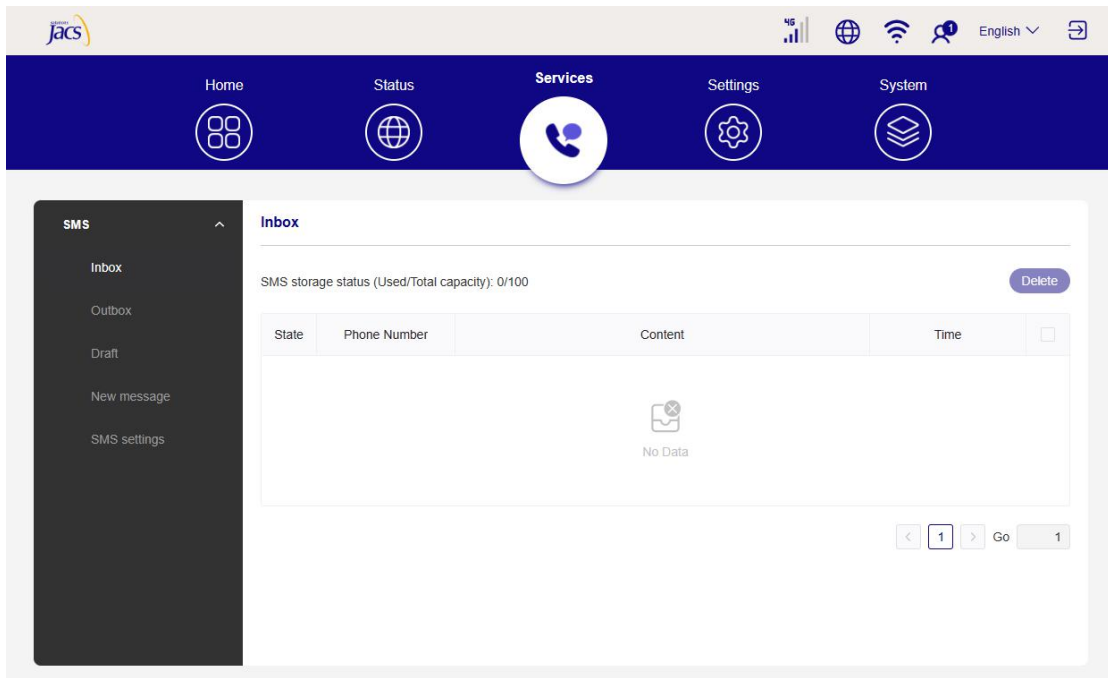 jacs
4G
1
English
Home
Status
Services
Settings
System
SMS
Inbox
Outbox
Draft
New message
SMS settings
Inbox
SMS storage status (Used/Total capacity): 0/100
Delete
State Phone Number Content Time
No Data
< 1 > Go 1